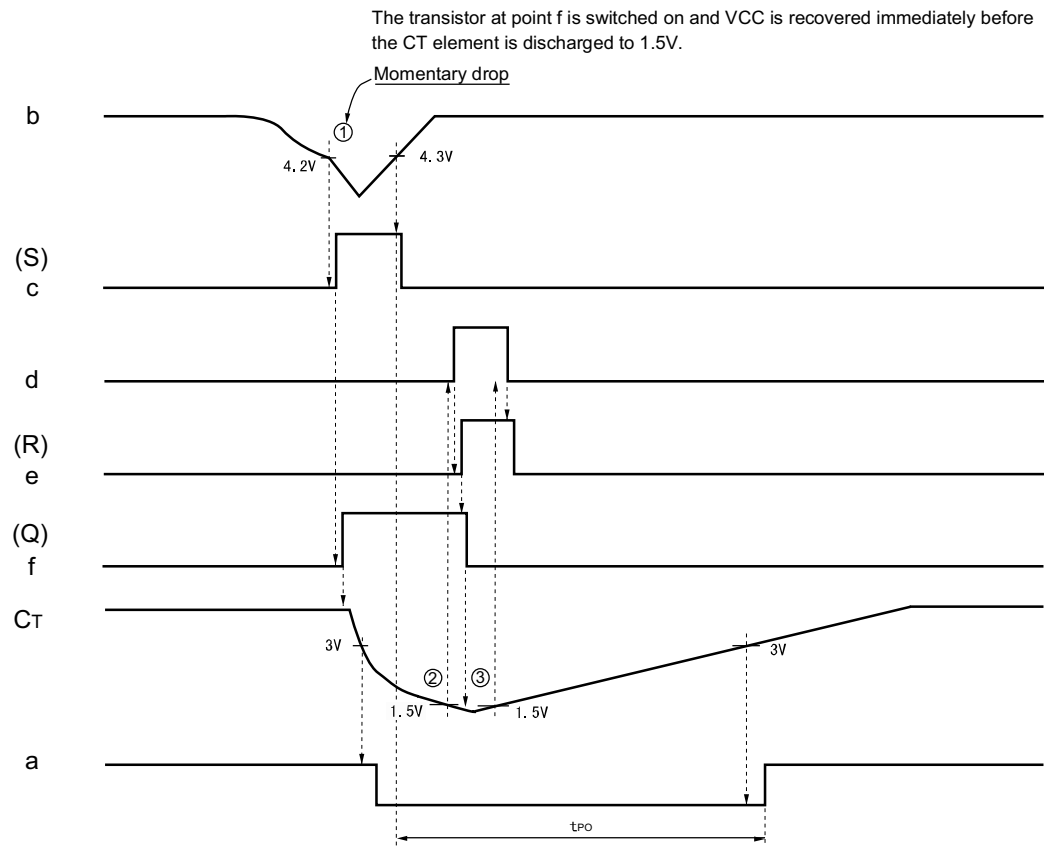 The transistor at point f is switched on and VCC is recovered immediately before
the CT element is discharged to 1.5V.
Momentary drop
b
①
4.2V
4.3V
(S)
c
d
(R)
e
(Q)
f
CT
3V
②
③
3V
1.5V
1.5V
a
tPO